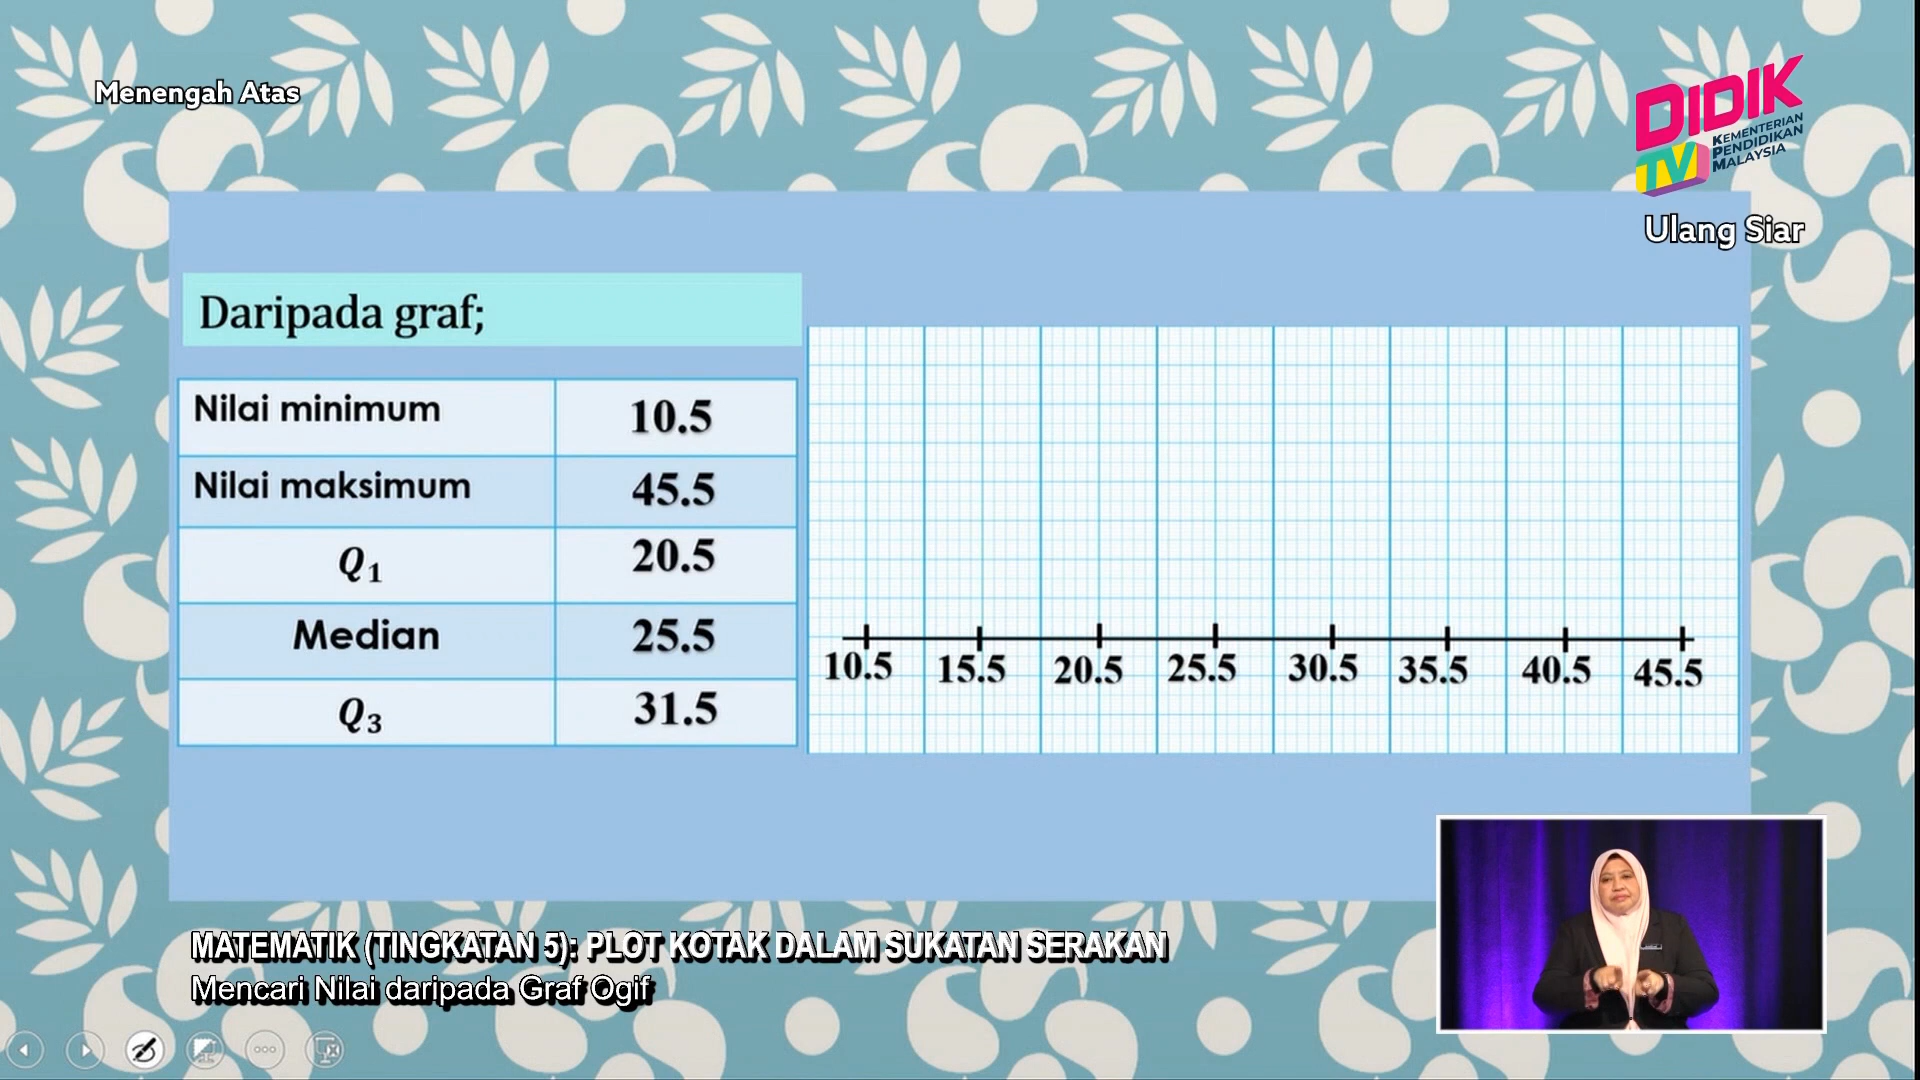 Menengah Atas
DIDIK
TV
KEMENTERIAN
PENDIDIKAN
MALAYSIA
Ulang Siar
Daripada graf;
Nilai minimum 10.5
Nilai maksimum 45.5
Q₁ 20.5
Median 25.5
Q₃ 31.5
10.5 15.5 20.5 25.5 30.5 35.5 40.5 45.5
MATEMATIK (TINGKATAN 5): PLOT KOTAK DALAM SUKATAN SERAKAN
Mencari Nilai daripada Graf Ogif